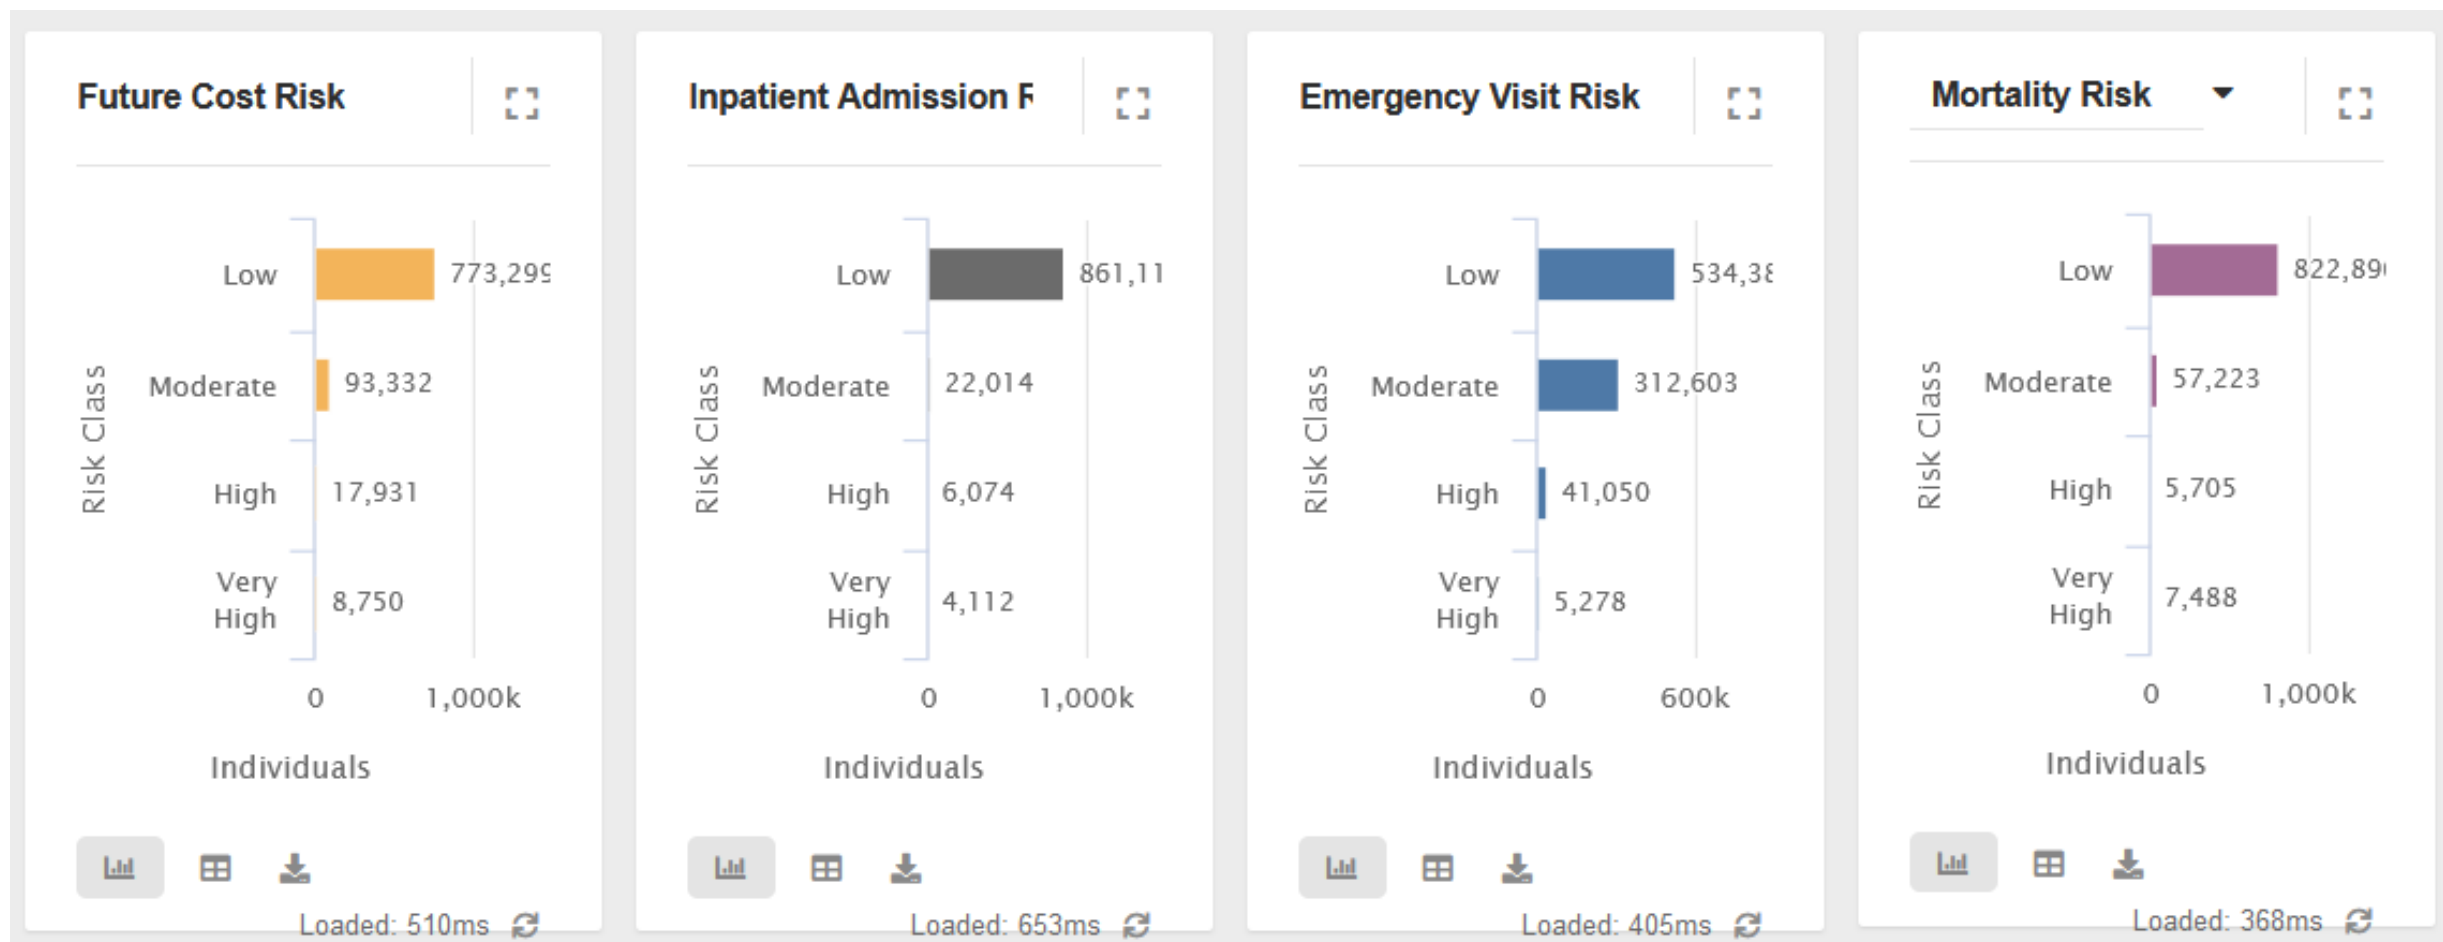 Future Cost Risk
Risk Class
Low 773,299
Moderate 93,332
High 17,931
Very
High 8,750
0 1,000k
Individuals
Loaded: 510ms
Inpatient Admission R
Risk Class
Low 861,11
Moderate 22,014
High 6,074
Very
High 4,112
0 1,000k
Individuals
Loaded: 653ms
Emergency Visit Risk
Risk Class
Low 534,38
Moderate 312,603
High 41,050
Very
High 5,278
0 600k
Individuals
Loaded: 405ms
Mortality Risk
Risk Class
Low 822,89
Moderate 57,223
High 5,705
Very
High 7,488
0 1,000k
Individuals
Loaded: 368ms